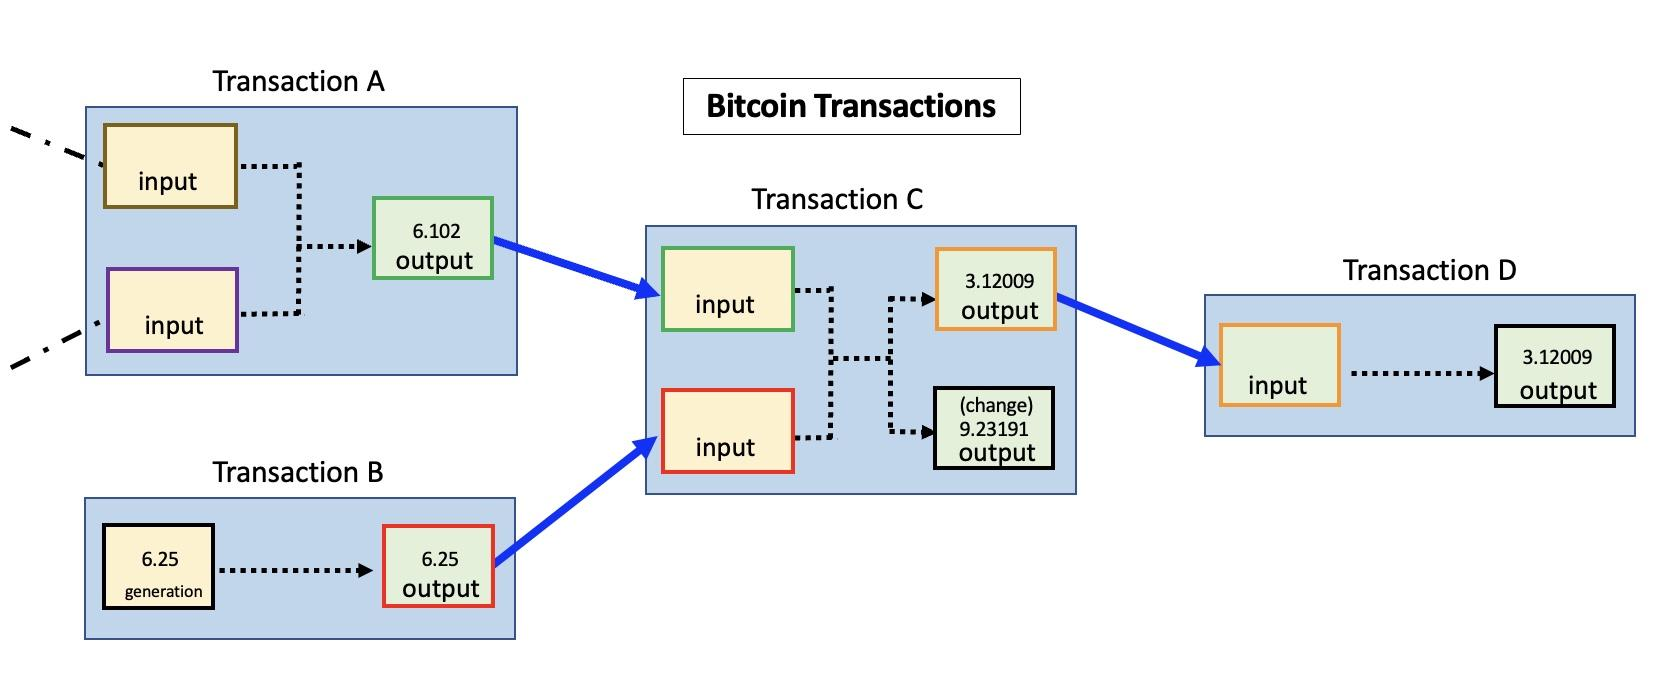 Transaction A
input
input
6.102
output
Bitcoin Transactions
Transaction B
6.25
generation
6.25
output
Transaction C
input
input
3.12009
output
(change)
9.23191
output
Transaction D
input
3.12009
output